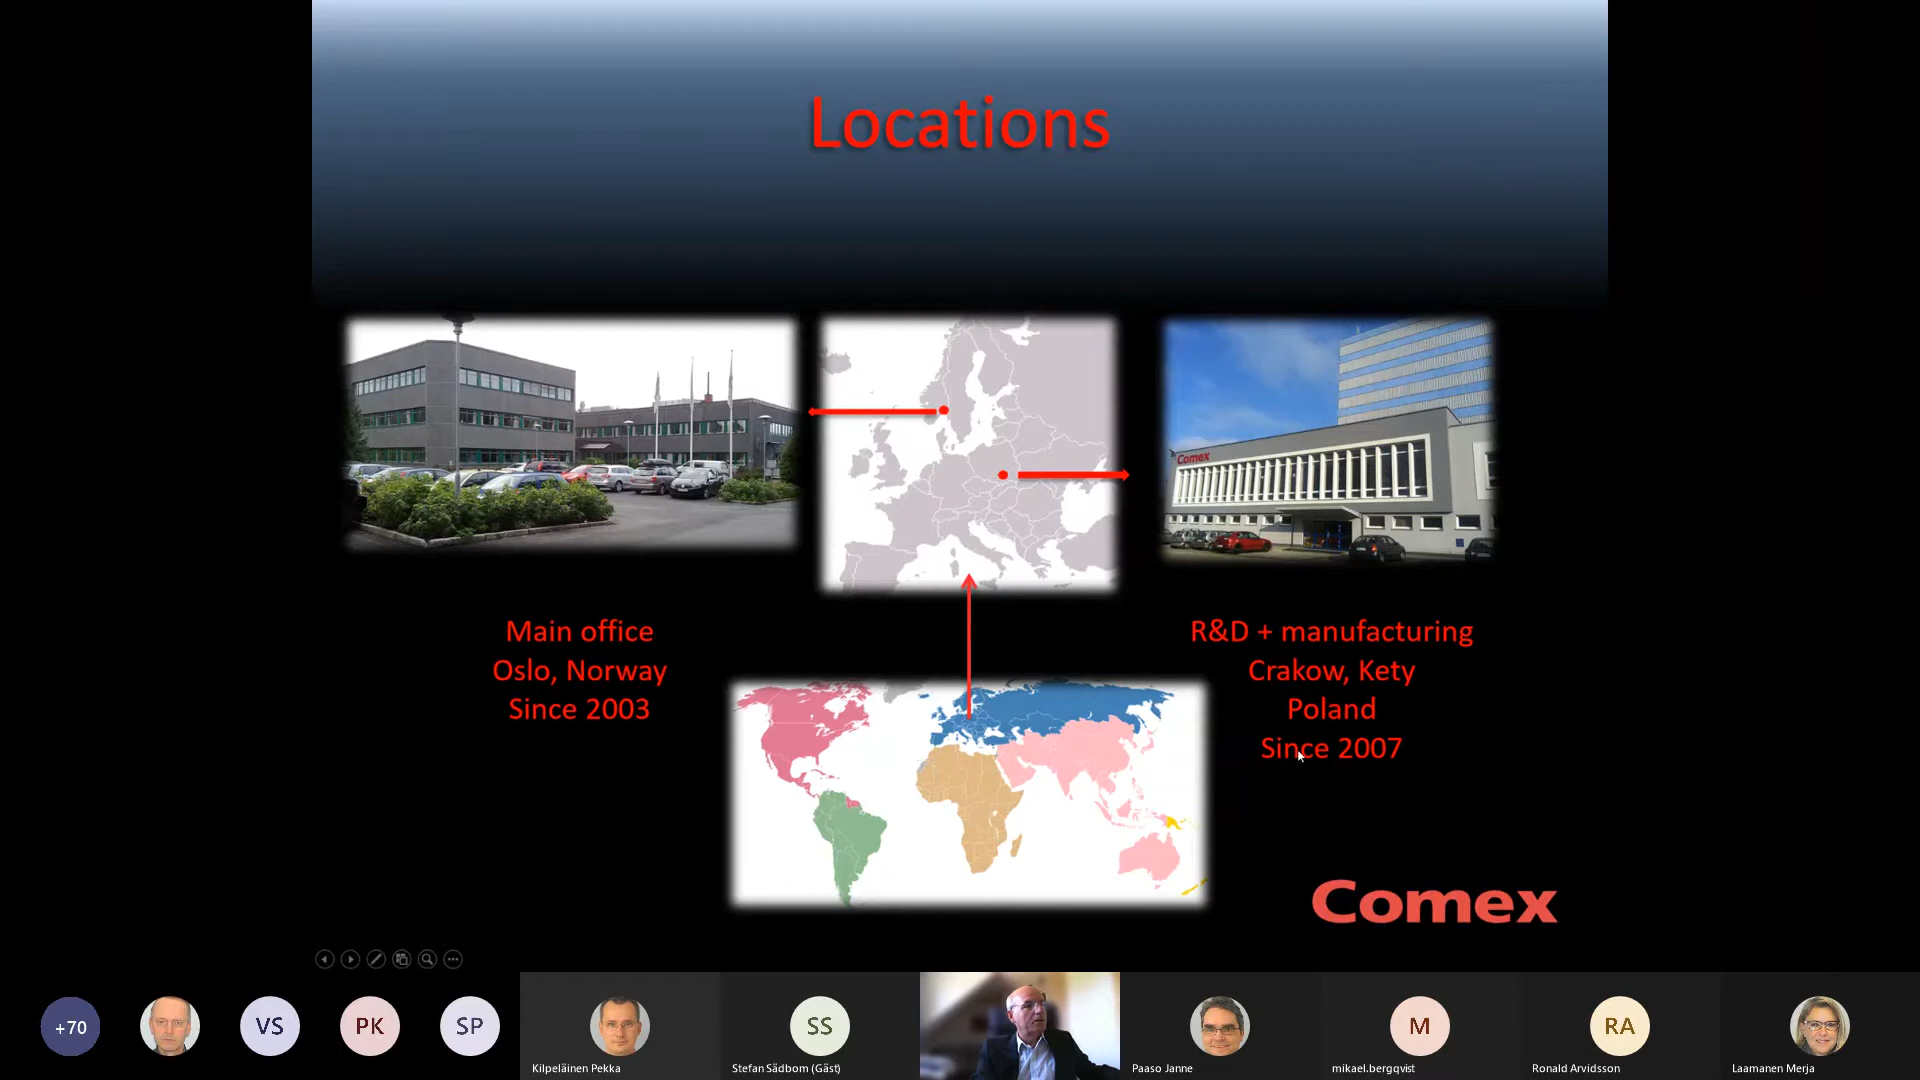 Locations
Comex
Main office
Oslo, Norway
Since 2003
R&D + manufacturing
Crakow, Kety
Poland
Since 2007
Comex
+70
VS
PK
SP
Kilpeläinen Pekka
SS
Stefan Sädbom (Gäst)
Paaso Janne
M
mikael.bergqvist
RA
Ronald Arvidsson
Laamanen Merja